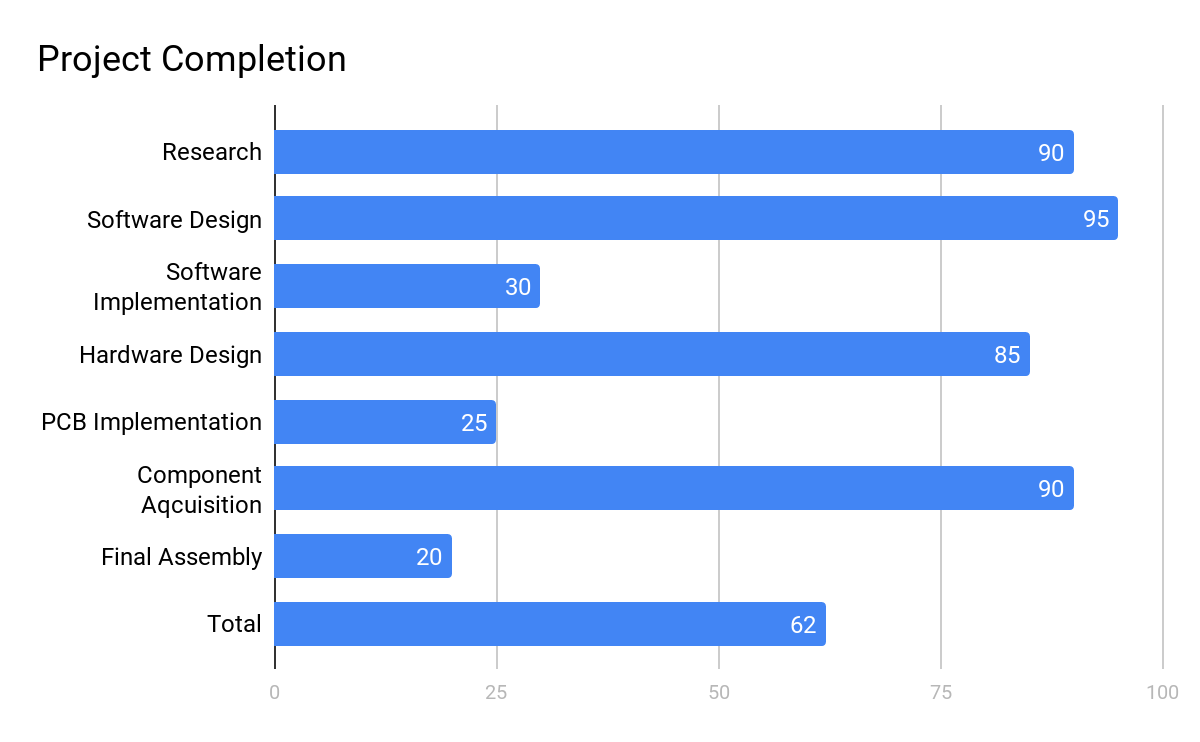 Project Completion
Research
90
Software Design
95
Software
Implementation
30
Hardware Design
85
PCB Implementation
25
Component
Aqcuisition
90
Final Assembly
20
Total
62
0 25 50 75 100